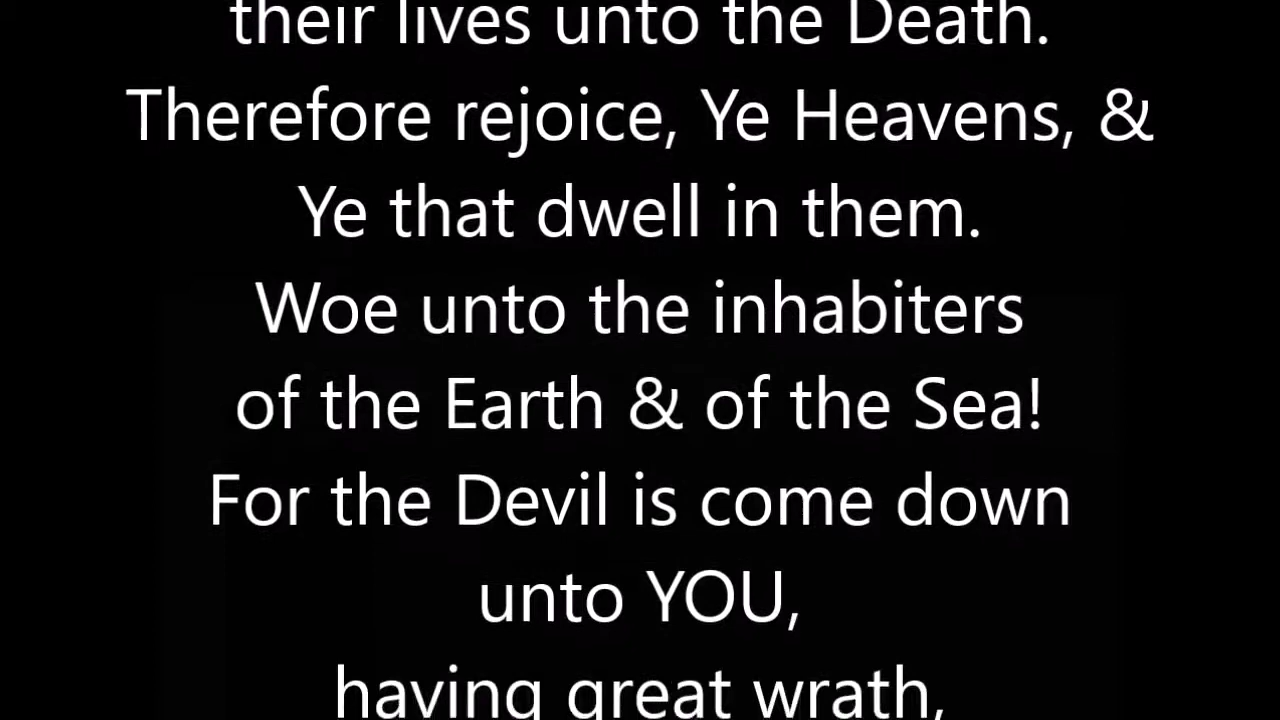 their lives unto the Death.
Therefore rejoice, Ye Heavens, &
Ye that dwell in them.
Woe unto the inhabiters
of the Earth & of the Sea!
For the Devil is come down
unto YOU,
having great wrath,